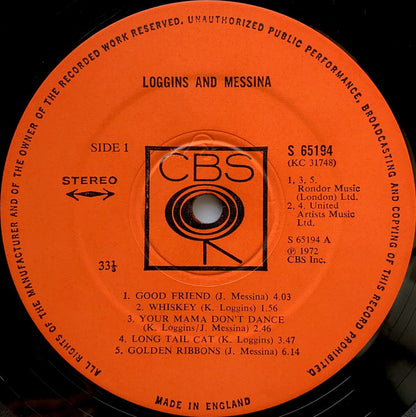 ALL RIGHTS OF THE MANUFACTURER AND OF THE OWNER OF THE RECORDED WORK RESERVED. UNAUTHORIZED PUBLIC PERFORMANCE, BROADCASTING AND COPYING OF THIS RECORD PROHIBITED.
LOGGINS AND MESSINA
SIDE 1
STEREO
33⅓
CBS
S 65194
(KC 31748)
1, 3, 5,
Rondor Music
(London) Ltd.
2, 4. United
Artists Music
Ltd.
S 65194 A
℗ 1972
CBS Inc.
1. GOOD FRIEND (J. Messina) 4.03
2. WHISKEY (K. Loggins) 1.56
3. YOUR MAMA DON'T DANCE
(K. Loggins/J. Messina) 2.46
4. LONG TAIL CAT (K. Loggins) 3.47
5. GOLDEN RIBBONS (J. Messina) 6.14
MADE IN ENGLAND